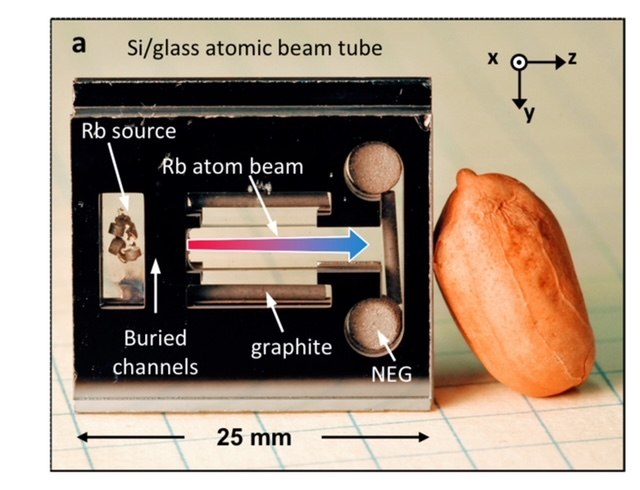 a
Si/glass atomic beam tube
x
z
y
Rb source
Rb atom beam
Buried
channels
graphite
NEG
25 mm